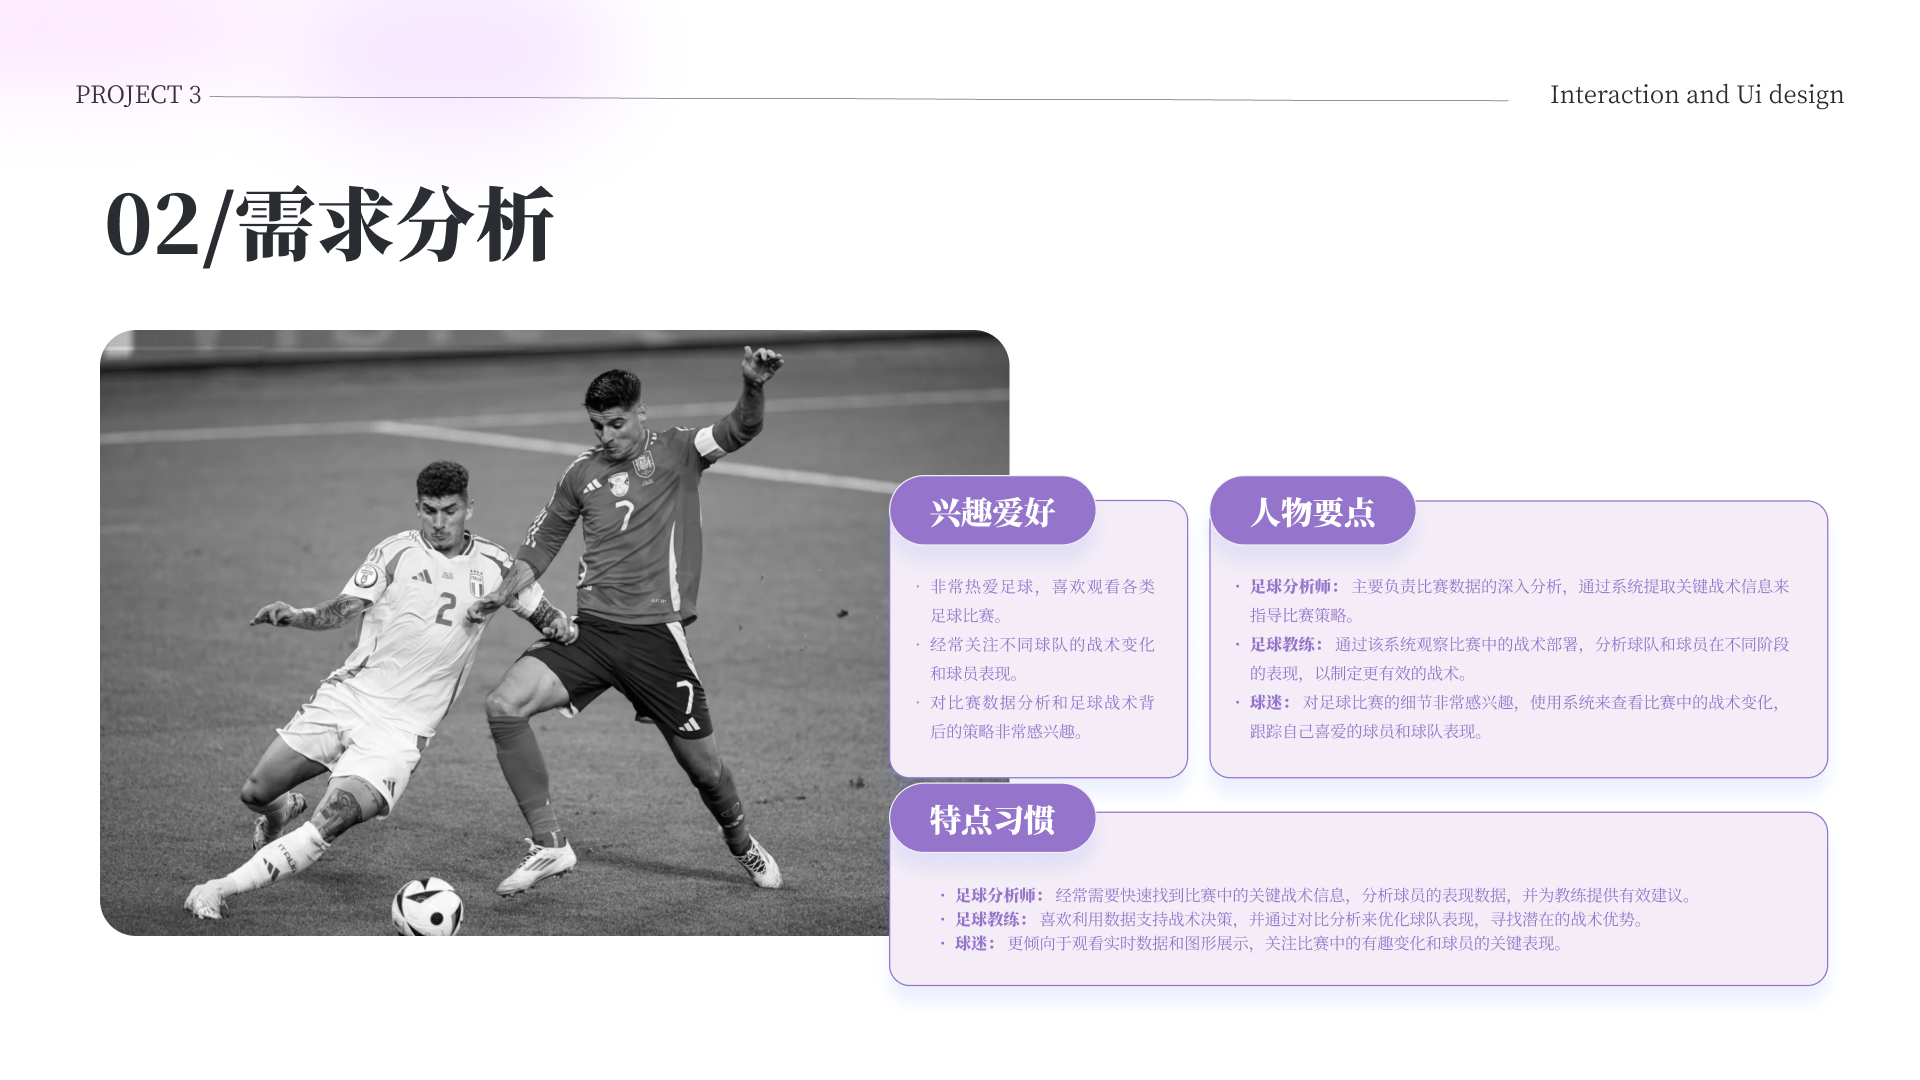 PROJECT 3
Interaction and Ui design
02/需求分析
7
2
7
ITALIA
兴趣爱好
· 非常热爱足球，喜欢观看各类
足球比赛。
· 经常关注不同球队的战术变化
和球员表现。
· 对比赛数据分析和足球战术背
后的策略非常感兴趣。
人物要点
· 足球分析师： 主要负责比赛数据的深入分析，通过系统提取关键战术信息来
指导比赛策略。
· 足球教练： 通过该系统观察比赛中的战术部署，分析球队和球员在不同阶段
的表现，以制定更有效的战术。
· 球迷： 对足球比赛的细节非常感兴趣，使用系统来查看比赛中的战术变化，
跟踪自己喜爱的球员和球队表现。
特点习惯
· 足球分析师： 经常需要快速找到比赛中的关键战术信息，分析球员的表现数据，并为教练提供有效建议。
· 足球教练： 喜欢利用数据支持战术决策，并通过对比分析来优化球队表现，寻找潜在的战术优势。
· 球迷： 更倾向于观看实时数据和图形展示，关注比赛中的有趣变化和球员的关键表现。